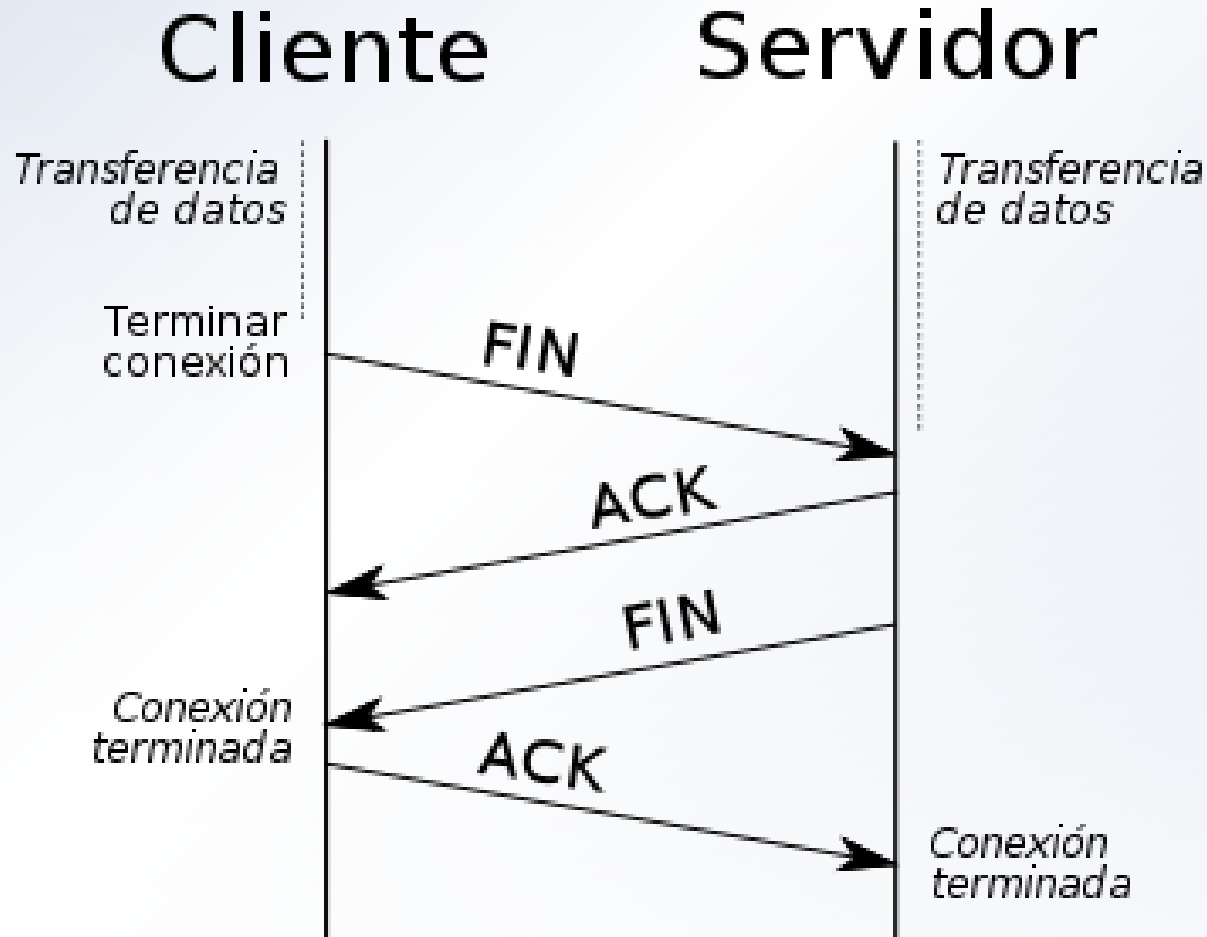 Cliente
Servidor
Transferencia
de datos
Transferencia
de datos
Terminar
conexión
FIN
ACK
FIN
Conexión
terminada
ACK
Conexión
terminada